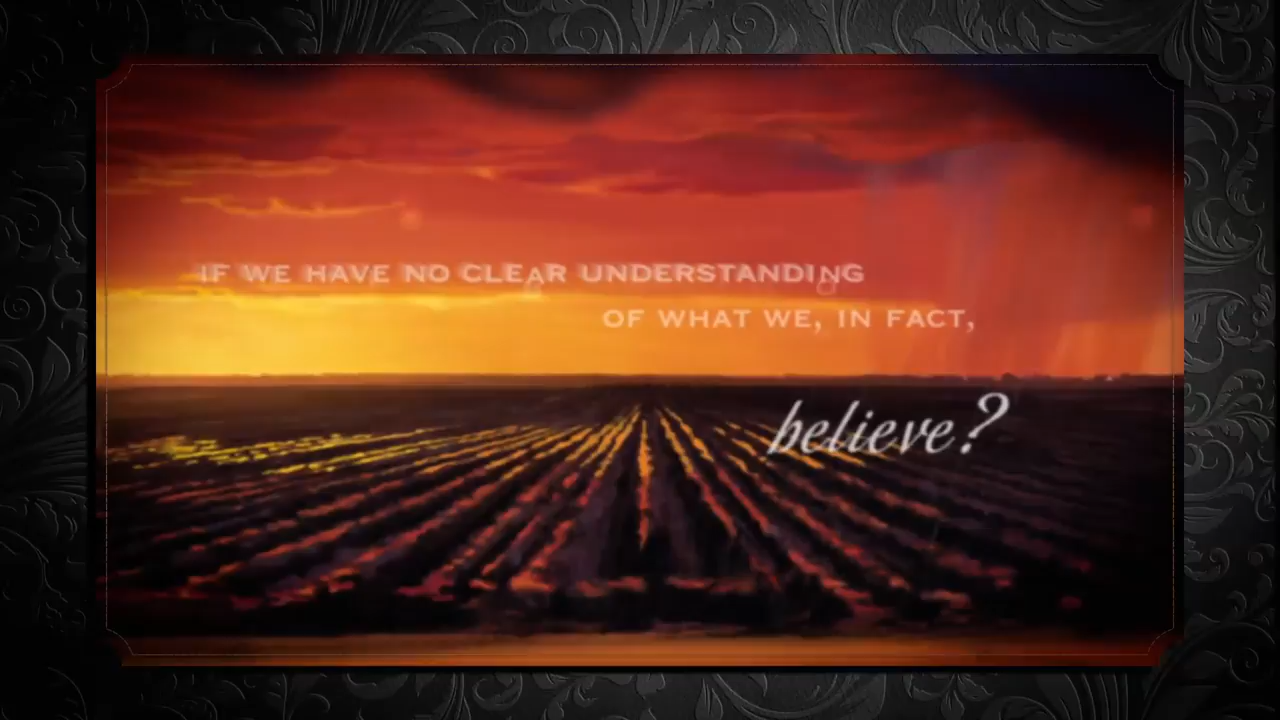 IF WE HAVE NO CLEAR UNDERSTANDING
OF WHAT WE, IN FACT,
believe?